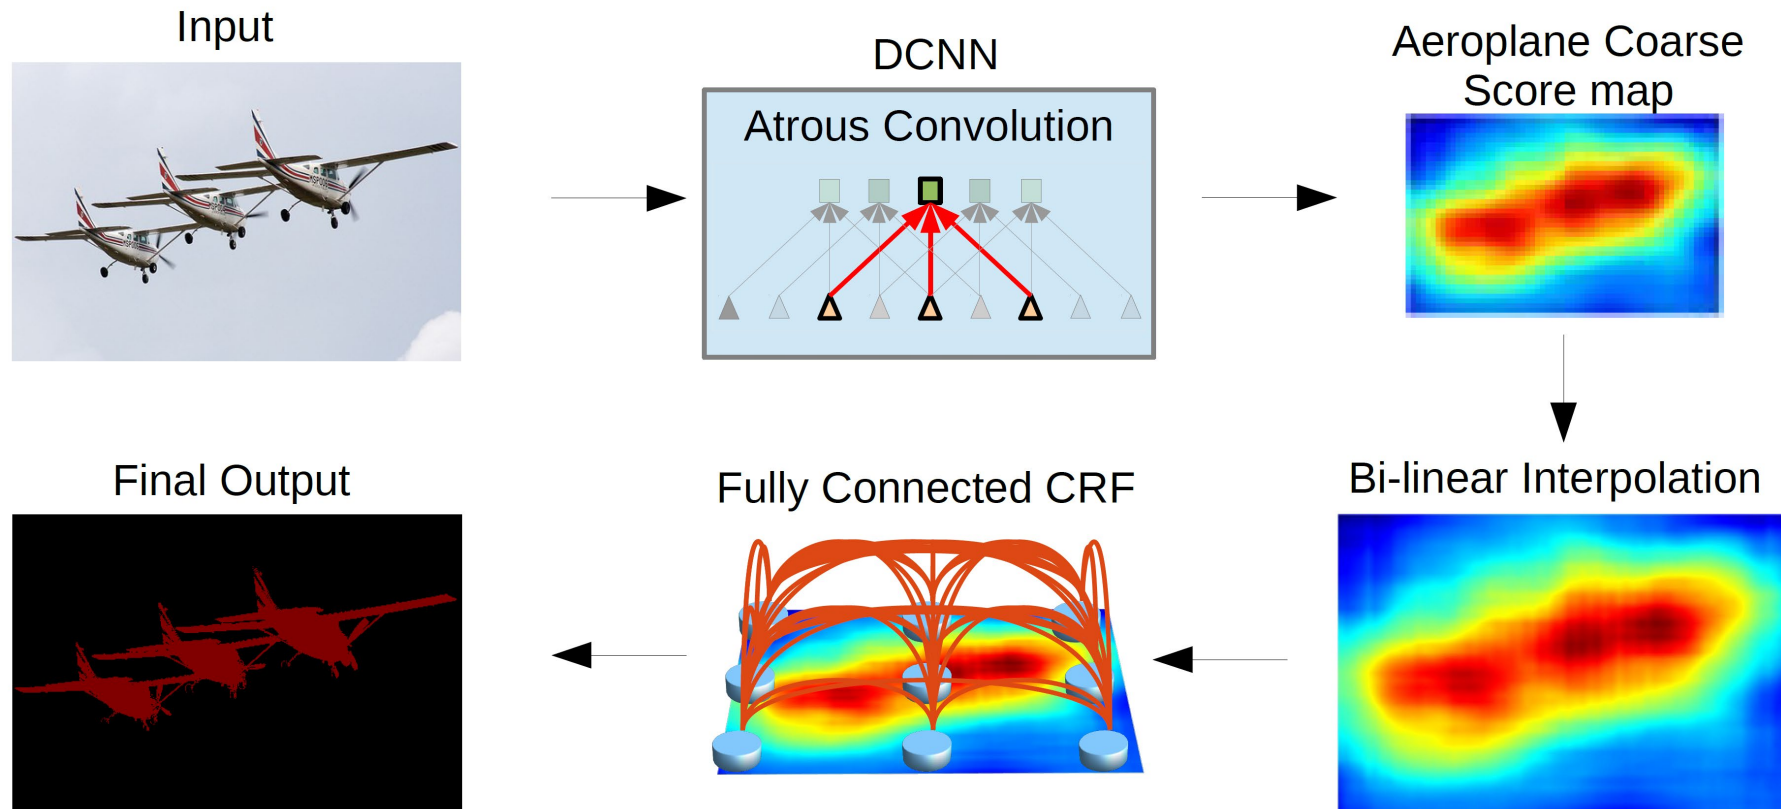 Input
DCNN
Atrous Convolution
Aeroplane Coarse
Score map
Bi-linear Interpolation
Fully Connected CRF
Final Output